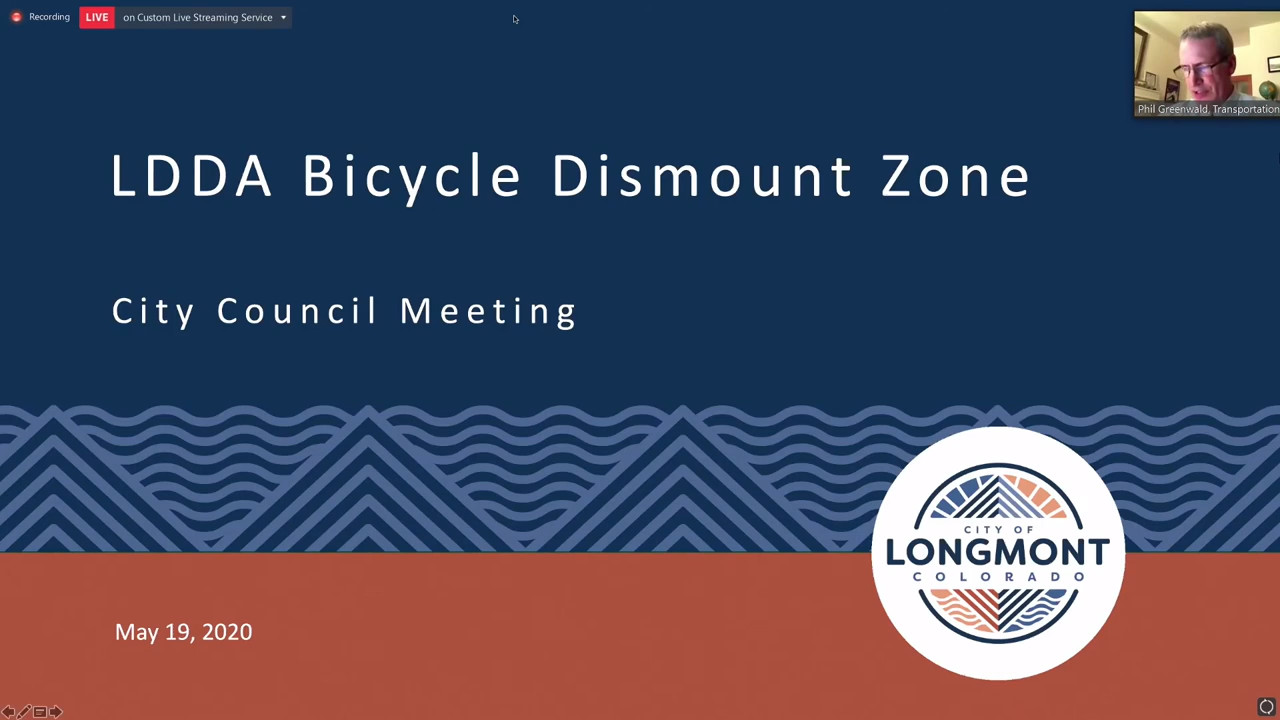 Recording
LIVE on Custom Live Streaming Service
Phil Greenwald, Transportation
LDDA Bicycle Dismount Zone
City Council Meeting
CITY OF
LONGMONT
COLORADO
May 19, 2020